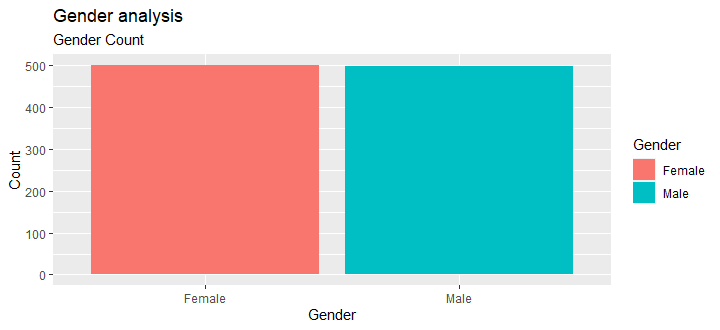 Gender analysis
Gender Count
Count
500
400
300
200
100
0
Female
Male
Gender
Gender
Female
Male